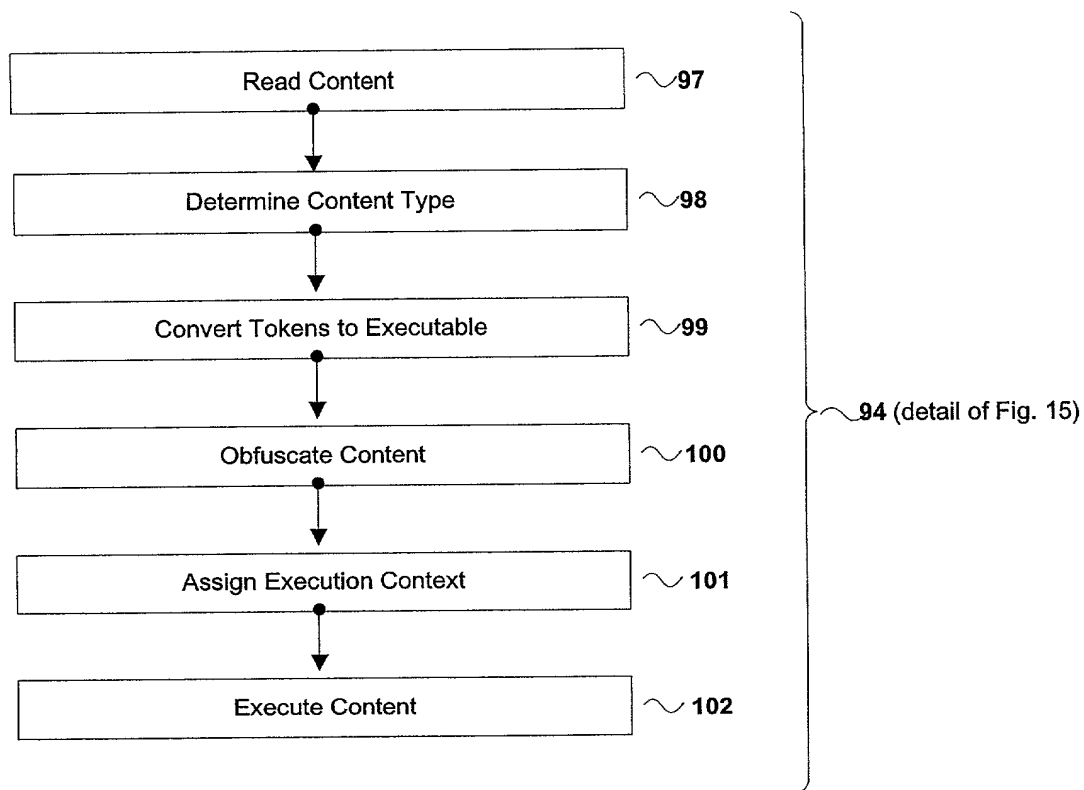 Read Content
97
Determine Content Type
98
Convert Tokens to Executable
99
94 (detail of Fig. 15)
Obfuscate Content
100
Assign Execution Context
101
Execute Content
102